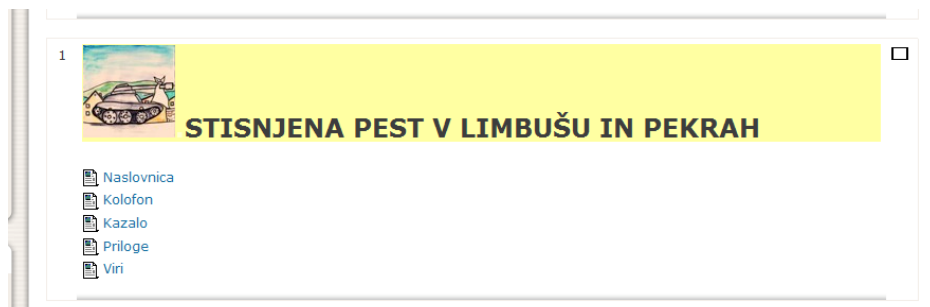 1
STISNJENA PEST V LIMBUŠU IN PEKRAH
Naslovnica
Kolofon
Kazalo
Priloge
Viri